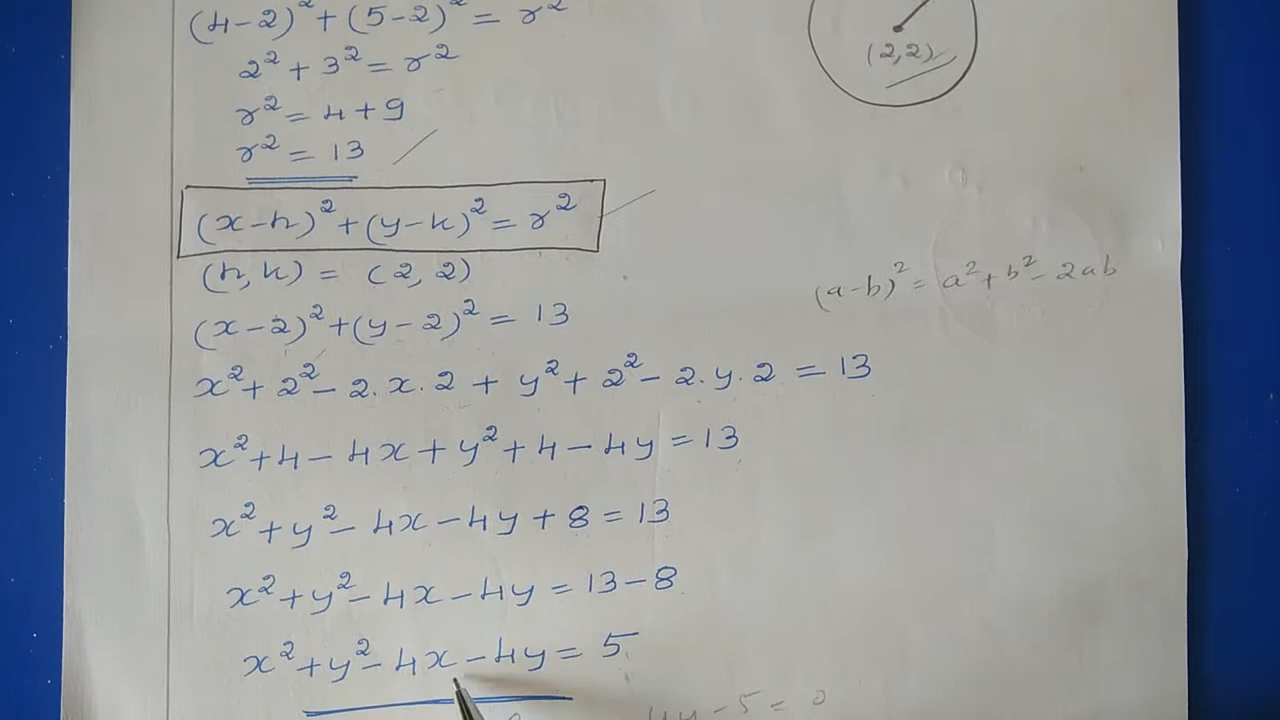 (4-2)² + (5-2)² = r²
2² + 3² = r²
r² = 4 + 9
r² = 13
(2,2)
(x-h)² + (y-k)² = r²
(h,k) = (2,2)
(a-b)² = a² + b² - 2ab
(x-2)² + (y-2)² = 13
x² + 2² - 2.x.2 + y² + 2² - 2.y.2 = 13
x² + 4 - 4x + y² + 4 - 4y = 13
x² + y² - 4x - 4y + 8 = 13
x² + y² - 4x - 4y = 13 - 8
x² + y² - 4x - 4y = 5
4y - 5 = 0